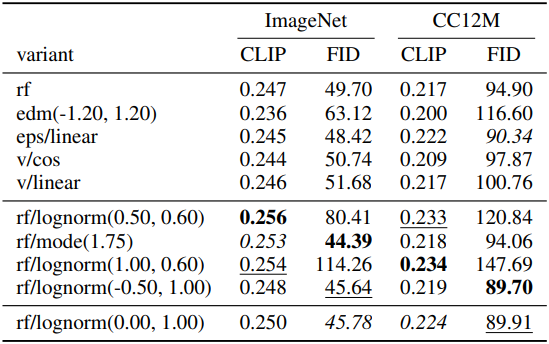 ImageNet CC12M
variant CLIP FID CLIP FID
rf 0.247 49.70 0.217 94.90
edm(-1.20, 1.20) 0.236 63.12 0.200 116.60
eps/linear 0.245 48.42 0.222 90.34
v/cos 0.244 50.74 0.209 97.87
v/linear 0.246 51.68 0.217 100.76
rf/lognorm(0.50, 0.60) 0.256 80.41 0.233 120.84
rf/mode(1.75) 0.253 44.39 0.218 94.06
rf/lognorm(1.00, 0.60) 0.254 114.26 0.234 147.69
rf/lognorm(-0.50, 1.00) 0.248 45.64 0.219 89.70
rf/lognorm(0.00, 1.00) 0.250 45.78 0.224 89.91